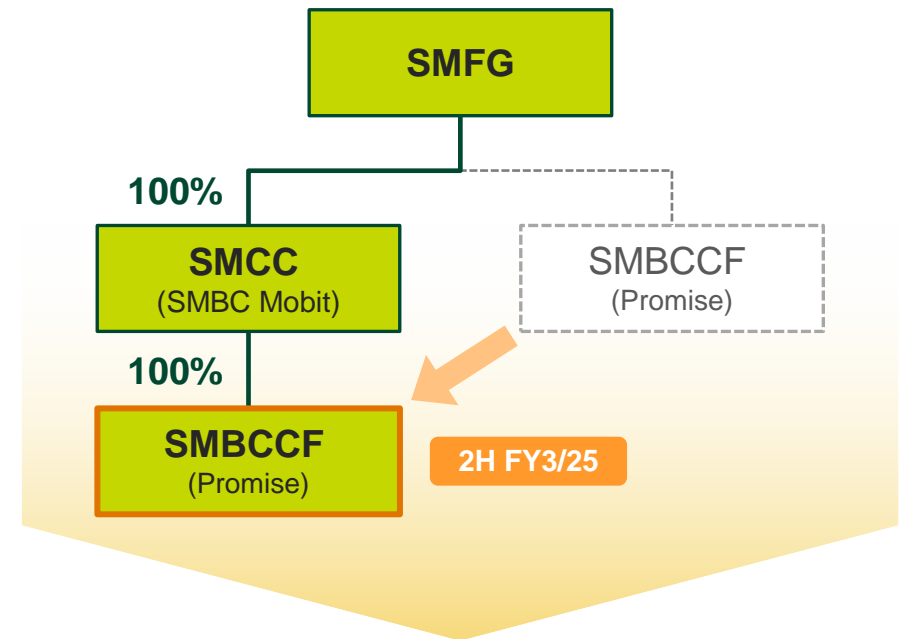 SMFG
100%
SMCC
(SMBC Mobit)
SMBCCF
(Promise)
100%
SMBCCF
(Promise)
2H FY3/25